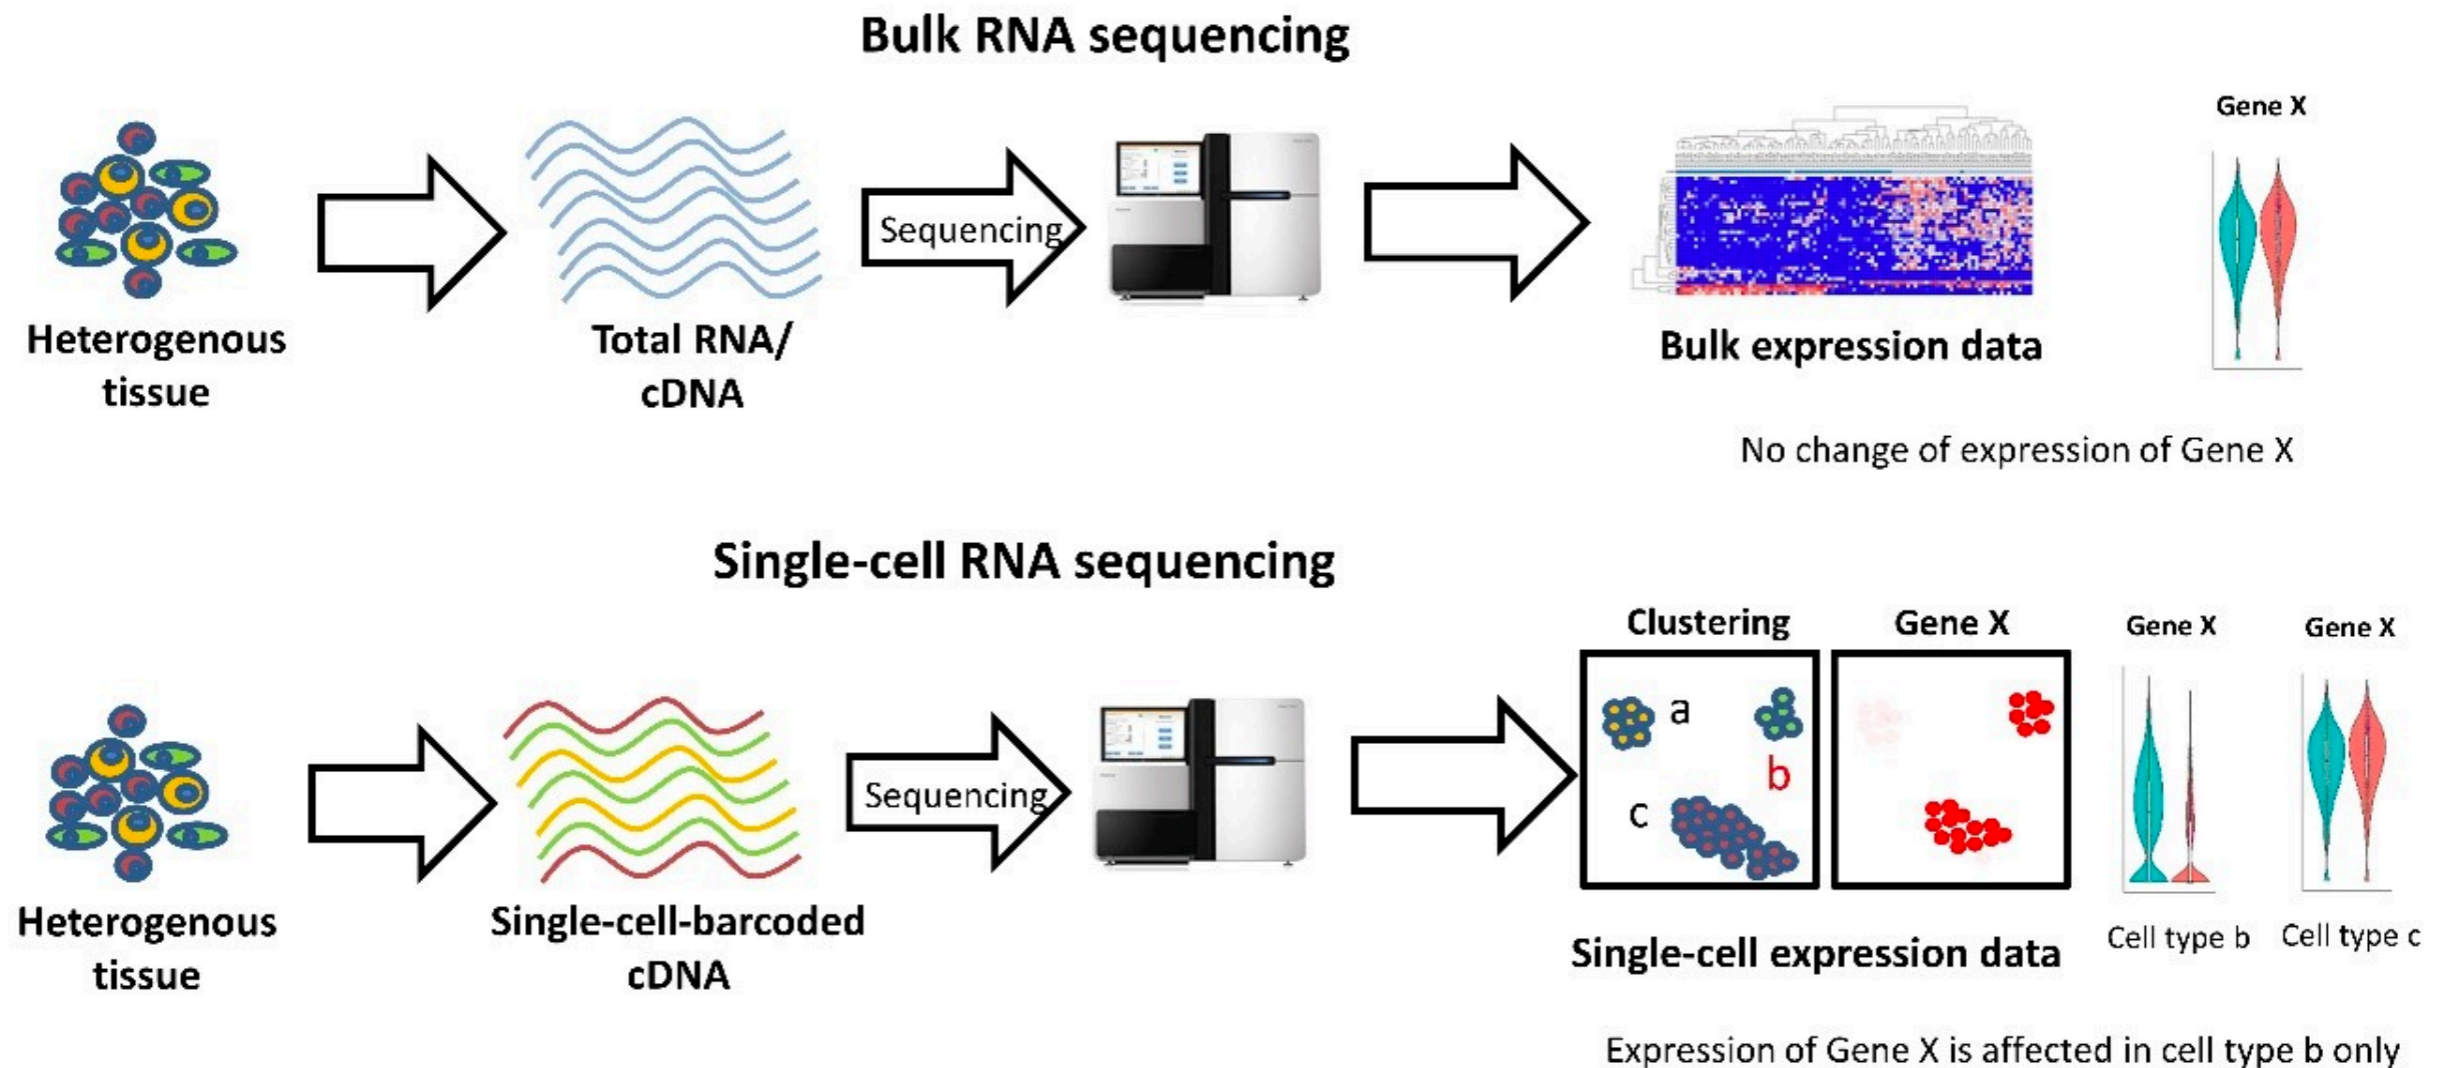 Bulk RNA sequencing
Gene X
Sequencing
Heterogenous
tissue
Total RNA/
cDNA
Bulk expression data
No change of expression of Gene X
Single-cell RNA sequencing
Clustering
Gene X
Gene X
Gene X
a
b
c
Sequencing
Heterogenous
tissue
Single-cell-barcoded
cDNA
Single-cell expression data
Cell type b
Cell type c
Expression of Gene X is affected in cell type b only